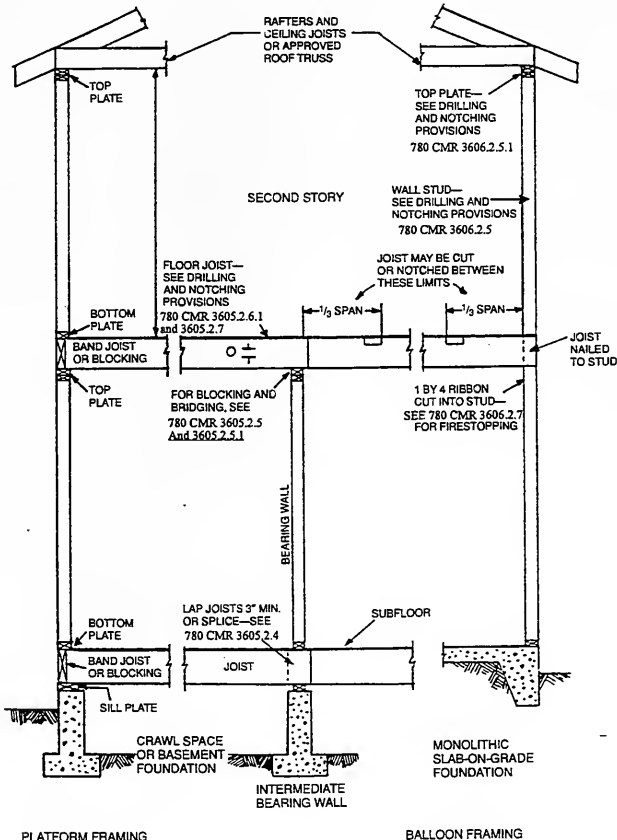 RAFTERS AND
CEILING JOISTS
OR APPROVED
ROOF TRUSS
TOP
PLATE
TOP PLATE—
SEE DRILLING
AND NOTCHING
PROVISIONS
780 CMR 3606.2.5.1
SECOND STORY
WALL STUD—
SEE DRILLING AND
NOTCHING PROVISIONS
780 CMR 3606.2.5
FLOOR JOIST—
SEE DRILLING
AND NOTCHING
PROVISIONS
780 CMR 3605.2.6.1
and 3605.2.7
JOIST MAY BE CUT
OR NOTCHED BETWEEN
THESE LIMITS
1/3 SPAN
1/3 SPAN
BOTTOM
PLATE
BAND JOIST
OR BLOCKING
JOIST
NAILED
TO STUD
TOP
PLATE
FOR BLOCKING AND
BRIDGING, SEE
780 CMR 3605.2.5
And 3605.2.5.1
1 BY 4 RIBBON
CUT INTO STUD—
SEE 780 CMR 3606.2.7
FOR FIRESTOPPING
BEARING WALL
LAP JOISTS 3" MIN.
OR SPLICE—SEE
780 CMR 3605.2.4
SUBFLOOR
BOTTOM
PLATE
BAND JOIST
OR BLOCKING
JOIST
SILL PLATE
CRAWL SPACE
OR BASEMENT
FOUNDATION
MONOLITHIC
SLAB-ON-GRADE
FOUNDATION
INTERMEDIATE
BEARING WALL
PLATFORM FRAMING
BALLOON FRAMING